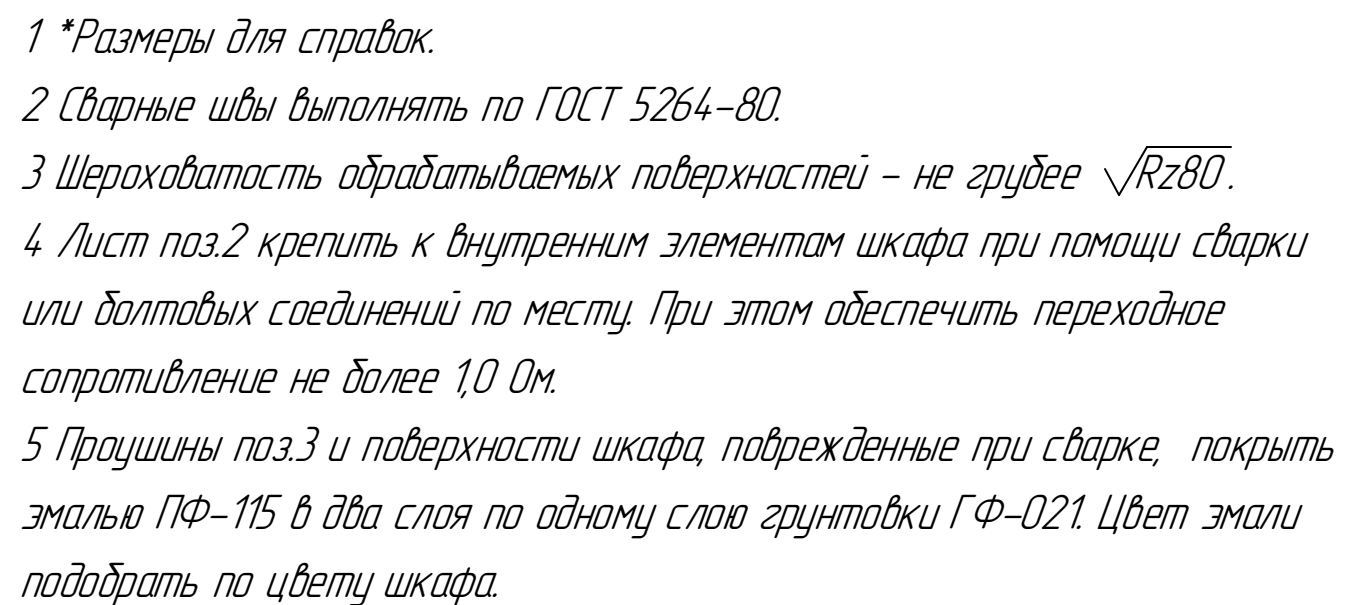 1 *Размеры для справок.
2 Сварные швы выполнять по ГОСТ 5264-80.
3 Шероховатость обрабатываемых поверхностей - не грубее √Rz80.
4 Лист поз.2 крепить к внутренним элементам шкафа при помощи сварки
или болтовых соединений по месту. При этом обеспечить переходное
сопротивление не более 1,0 Ом.
5 Проушины поз.3 и поверхности шкафа, поврежденные при сварке, покрыть
эмалью ПФ-115 в два слоя по одному слою грунтовки ГФ-021. Цвет эмали
подобрать по цвету шкафа.